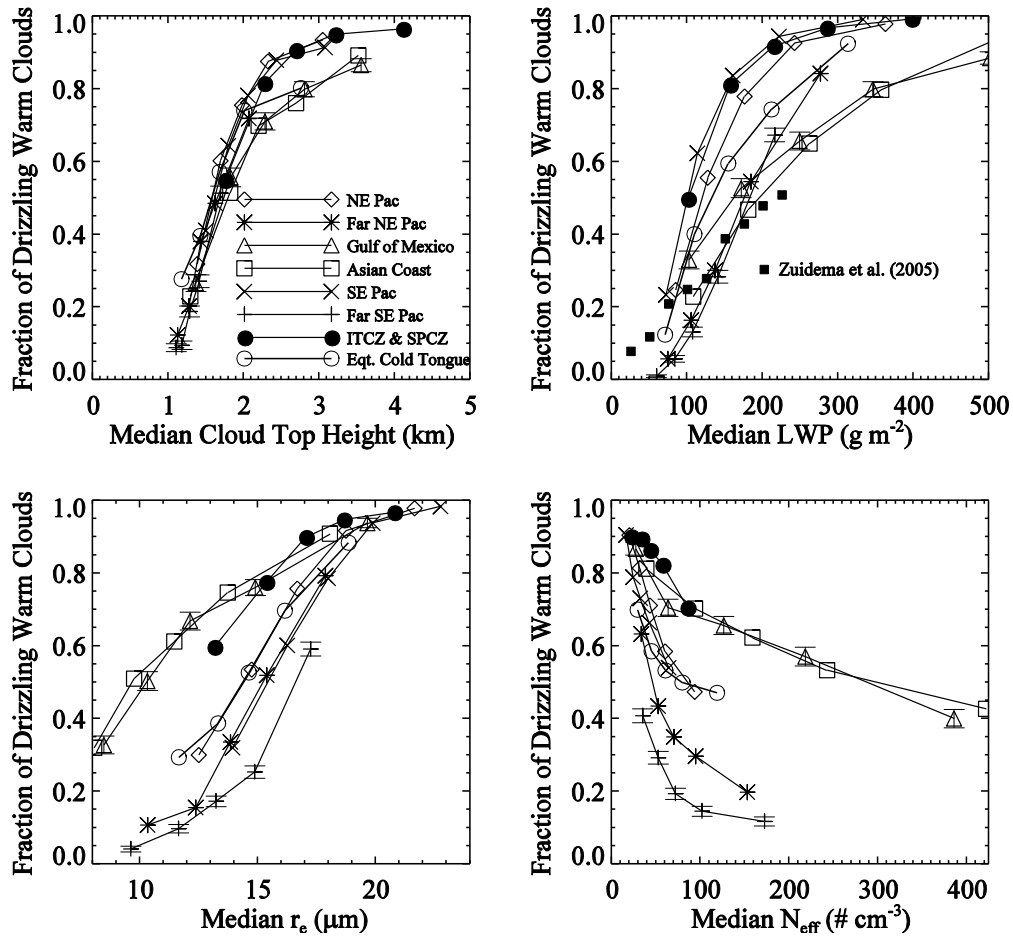 Fraction of Drizzling Warm Clouds
1.0
0.8
0.6
0.4
0.2
0.0
NE Pac
Far NE Pac
Gulf of Mexico
Asian Coast
SE Pac
Far SE Pac
ITCZ & SPCZ
Eqt. Cold Tongue
0 1 2 3 4 5
Median Cloud Top Height (km)
Fraction of Drizzling Warm Clouds
1.0
0.8
0.6
0.4
0.2
0.0
Zuidema et al. (2005)
0 100 200 300 400 500
Median LWP (g m⁻²)
Fraction of Drizzling Warm Clouds
1.0
0.8
0.6
0.4
0.2
0.0
10 15 20
Median rₑ (μm)
Fraction of Drizzling Warm Clouds
1.0
0.8
0.6
0.4
0.2
0.0
0 100 200 300 400
Median N_eff (# cm⁻³)